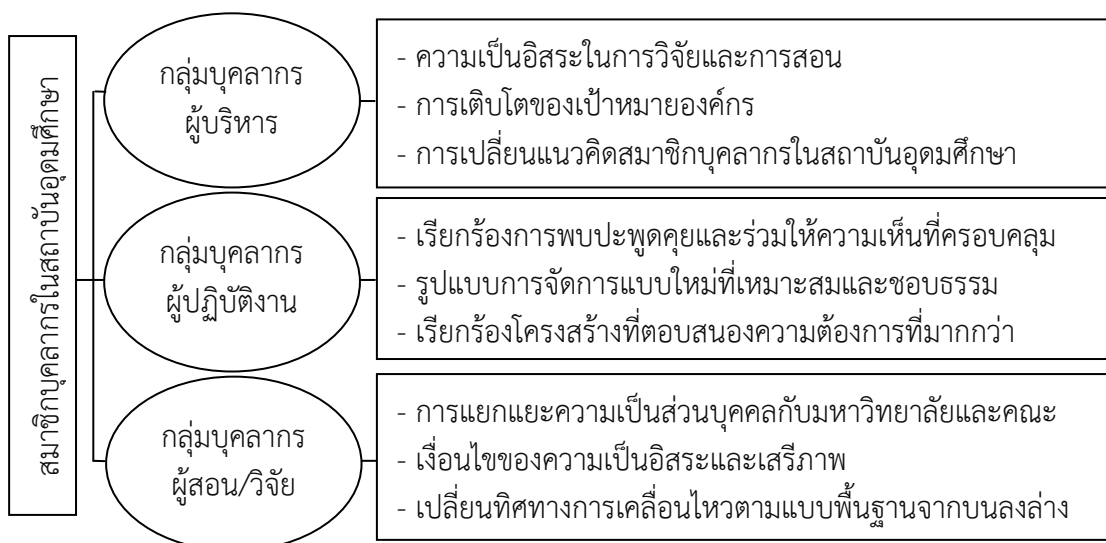 สมาชิกบุคลากรในสถาบันอุดมศึกษา
กลุ่มบุคลากร
ผู้บริหาร
- ความเป็นอิสระในการวิจัยและการสอน
- การเติบโตของเป้าหมายองค์กร
- การเปลี่ยนแนวคิดสมาชิกบุคลากรในสถาบันอุดมศึกษา
กลุ่มบุคลากร
ผู้ปฏิบัติงาน
- เรียกร้องการพบปะพูดคุยและร่วมให้ความเห็นที่ครอบคลุม
- รูปแบบการจัดการแบบใหม่ที่เหมาะสมและชอบธรรม
- เรียกร้องโครงสร้างที่ตอบสนองความต้องการที่มากกว่า
กลุ่มบุคลากร
ผู้สอน/วิจัย
- การแยกแยะความเป็นส่วนบุคคลกับมหาวิทยาลัยและคณะ
- เงื่อนไขของความเป็นอิสระและเสรีภาพ
- เปลี่ยนทิศทางการเคลื่อนไหวตามแบบพื้นฐานจากบนลงล่าง